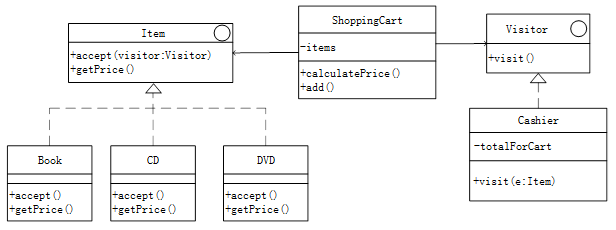 Item
+accept(visitor:Visitor)
+getPrice()
ShoppingCart
-items
+calculatePrice()
+add()
Visitor
+visit()
Book
+accept()
+getPrice()
CD
+accept()
+getPrice()
DVD
+accept()
+getPrice()
Cashier
-totalForCart
+visit(e:Item)